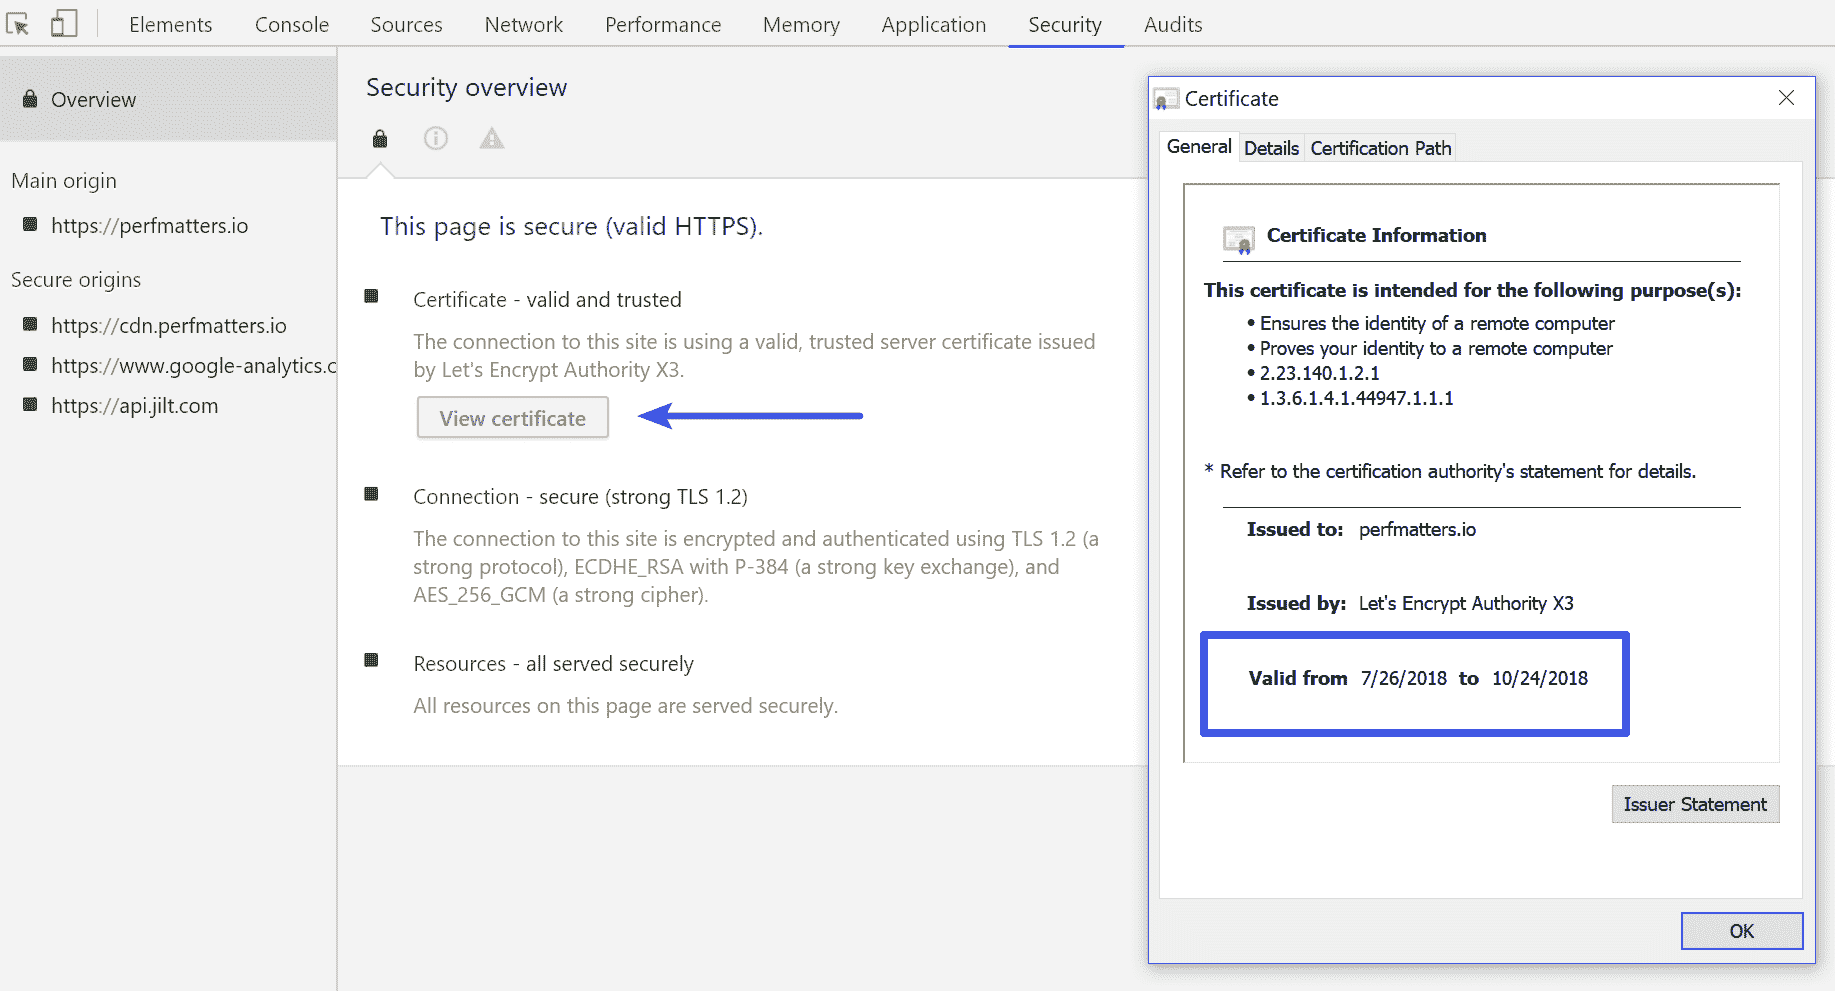 Elements Console Sources Network Performance Memory Application Security Audits
Overview
Main origin
https://perfmatters.io
Secure origins
https://cdn.perfmatters.io
https://www.google-analytics.c
https://api.jilt.com
Security overview
This page is secure (valid HTTPS).
Certificate - valid and trusted
The connection to this site is using a valid, trusted server certificate issued
by Let's Encrypt Authority X3.
View certificate
Connection - secure (strong TLS 1.2)
The connection to this site is encrypted and authenticated using TLS 1.2 (a
strong protocol), ECDHE_RSA with P-384 (a strong key exchange), and
AES_256_GCM (a strong cipher).
Resources - all served securely
All resources on this page are served securely.
Certificate
General Details Certification Path
Certificate Information
This certificate is intended for the following purpose(s):
• Ensures the identity of a remote computer
• Proves your identity to a remote computer
• 2.23.140.1.2.1
• 1.3.6.1.4.1.44947.1.1.1
* Refer to the certification authority's statement for details.
Issued to: perfmatters.io
Issued by: Let's Encrypt Authority X3
Valid from 7/26/2018 to 10/24/2018
Issuer Statement
OK